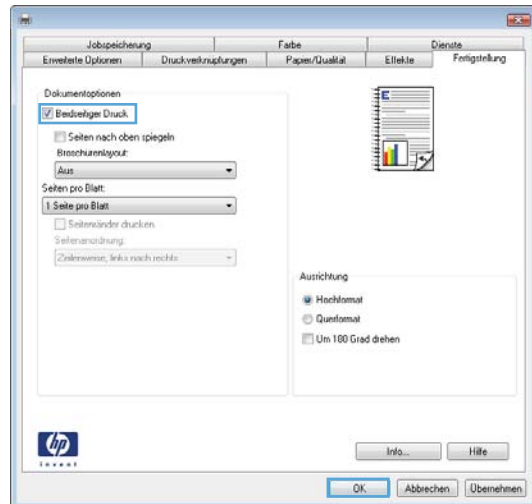 Jobspeicherung Farbe Dienste
Erweiterte Optionen Druckverknüpfungen Papier/Qualität Effekte Fertigstellung
Dokumentoptionen
Beidseitiger Druck
Seiten nach oben spiegeln
Broschürenlayout:
Aus
Seiten pro Blatt:
1 Seite pro Blatt
Seitenränder drucken
Seitenanordnung:
Zeilenweise, links nach rechts
E
Ausrichtung
Hochformat
Querformat
Um 180 Grad drehen
hp
invent
Info... Hilfe
OK Abbrechen Übernehmen